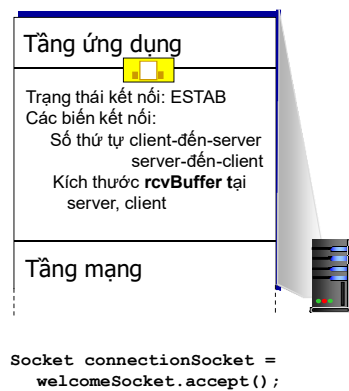 Tầng ứng dụng
Trạng thái kết nối: ESTAB
Các biến kết nối:
Số thứ tự client-đến-server
server-đến-client
Kích thước rcvBuffer tại
server, client
Tầng mạng
Socket connectionSocket =
welcomeSocket.accept();